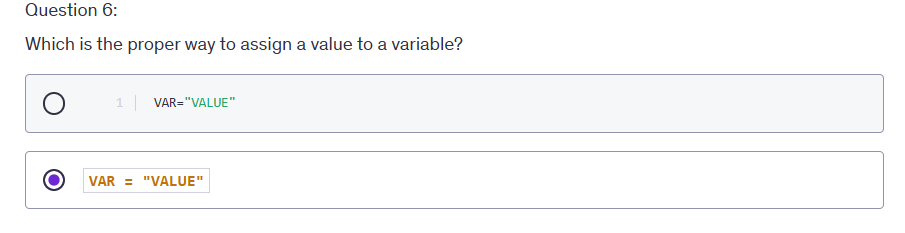 Question 6:
Which is the proper way to assign a value to a variable?
1 VAR="VALUE"
VAR = "VALUE"